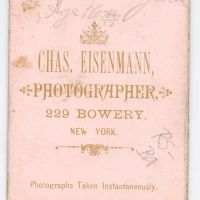 CHAS. EISENMANN,
PHOTOGRAPHER.
229 BOWERY,
NEW YORK.
Photographs Taken Instantaneously.